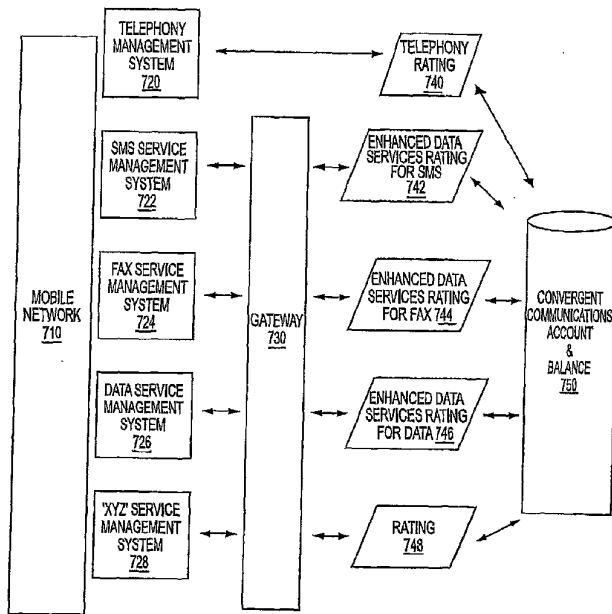 TELEPHONY
MANAGEMENT
SYSTEM
720
TELEPHONY
RATING
740
SMS SERVICE
MANAGEMENT
SYSTEM
722
ENHANCED DATA
SERVICES RATING
FOR SMS
742
MOBILE
NETWORK
710
FAX SERVICE
MANAGEMENT
SYSTEM
724
GATEWAY
730
ENHANCED DATA
SERVICES RATING
FOR FAX 744
CONVERGENT
COMMUNICATIONS
ACCOUNT
&
BALANCE
750
DATA SERVICE
MANAGEMENT
SYSTEM
726
ENHANCED DATA
SERVICES RATING
FOR DATA 746
'XYZ' SERVICE
MANAGEMENT
SYSTEM
728
RATING
748